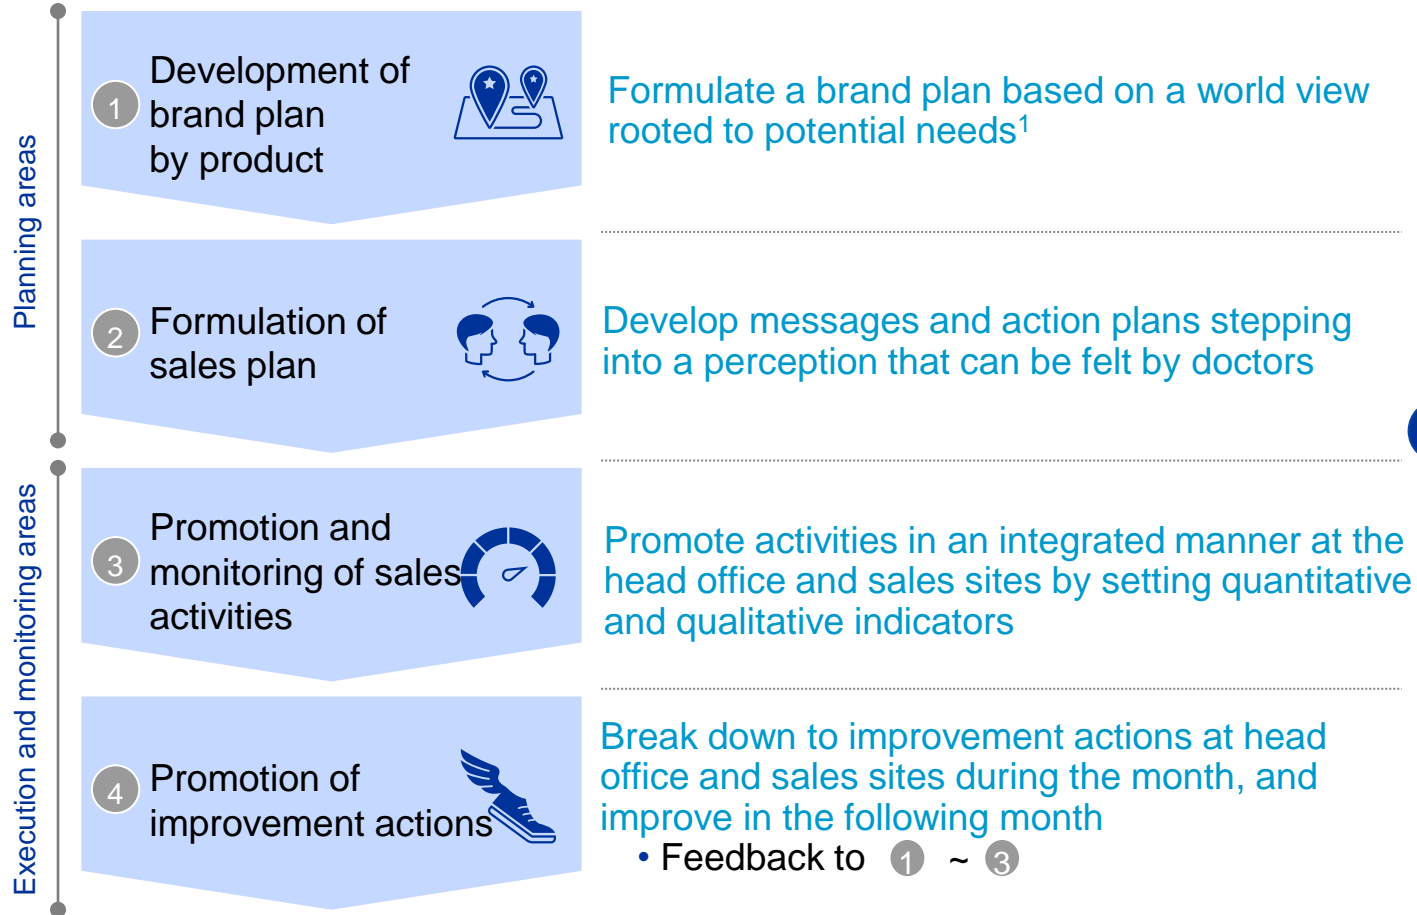 Planning areas
1
Development of
brand plan
by product
Formulate a brand plan based on a world view
rooted to potential needs¹
2
Formulation of
sales plan
Develop messages and action plans stepping
into a perception that can be felt by doctors
Execution and monitoring areas
3
Promotion and
monitoring of sales
activities
Promote activities in an integrated manner at the
head office and sales sites by setting quantitative
and qualitative indicators
4
Promotion of
improvement actions
Break down to improvement actions at head
office and sales sites during the month, and
improve in the following month
• Feedback to 1 ~ 3